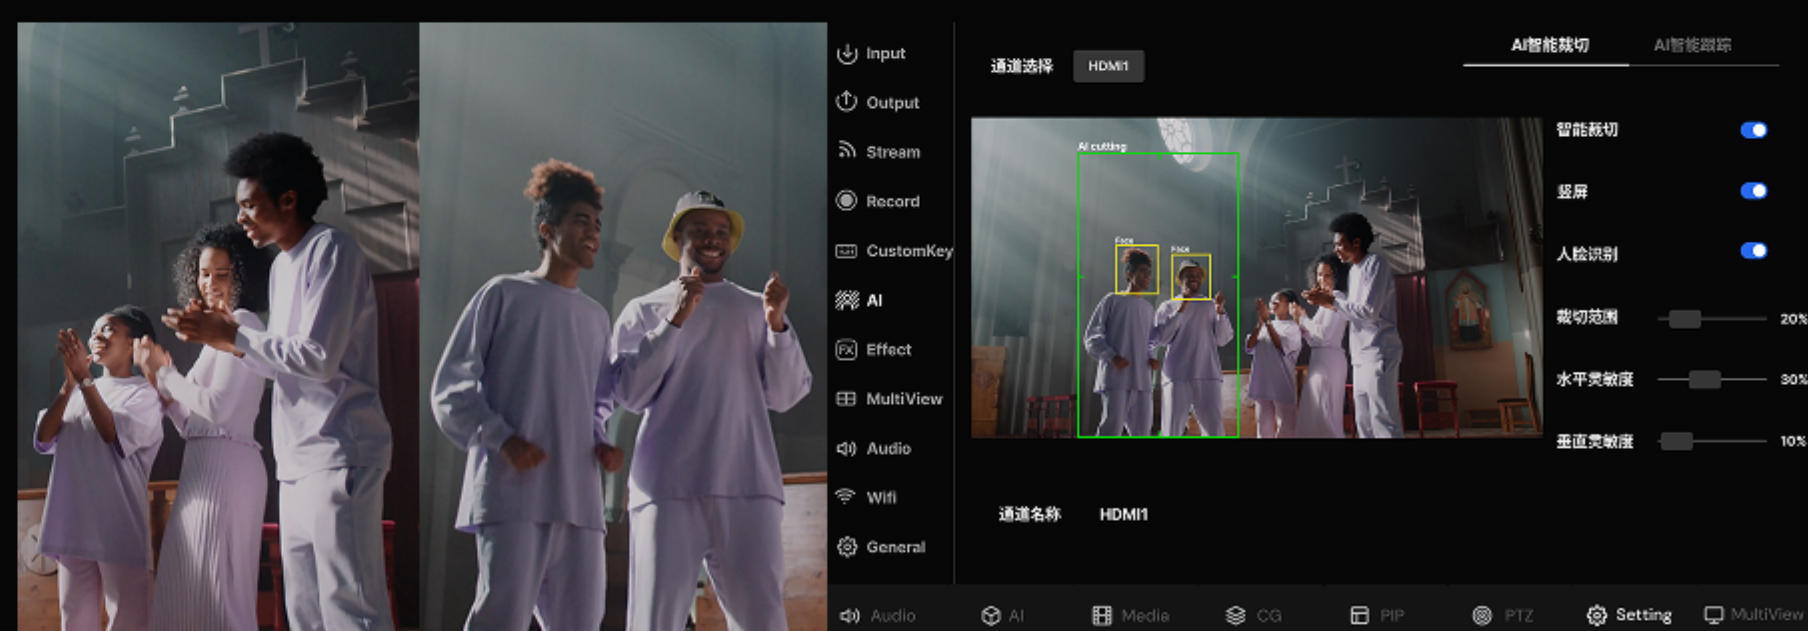 Input
Output
Stream
Record
CustomKey
AI
Effect
MultiView
Audio
Wifi
General
通道选择 HDMI1
AI cutting
Face Face
通道名称 HDMI1
AI智能裁切 AI智能跟踪
智能裁切
竖屏
人脸识别
裁切范围 20%
水平灵敏度 30%
垂直灵敏度 10%
Audio AI Media CG PIP PTZ Setting MultiView